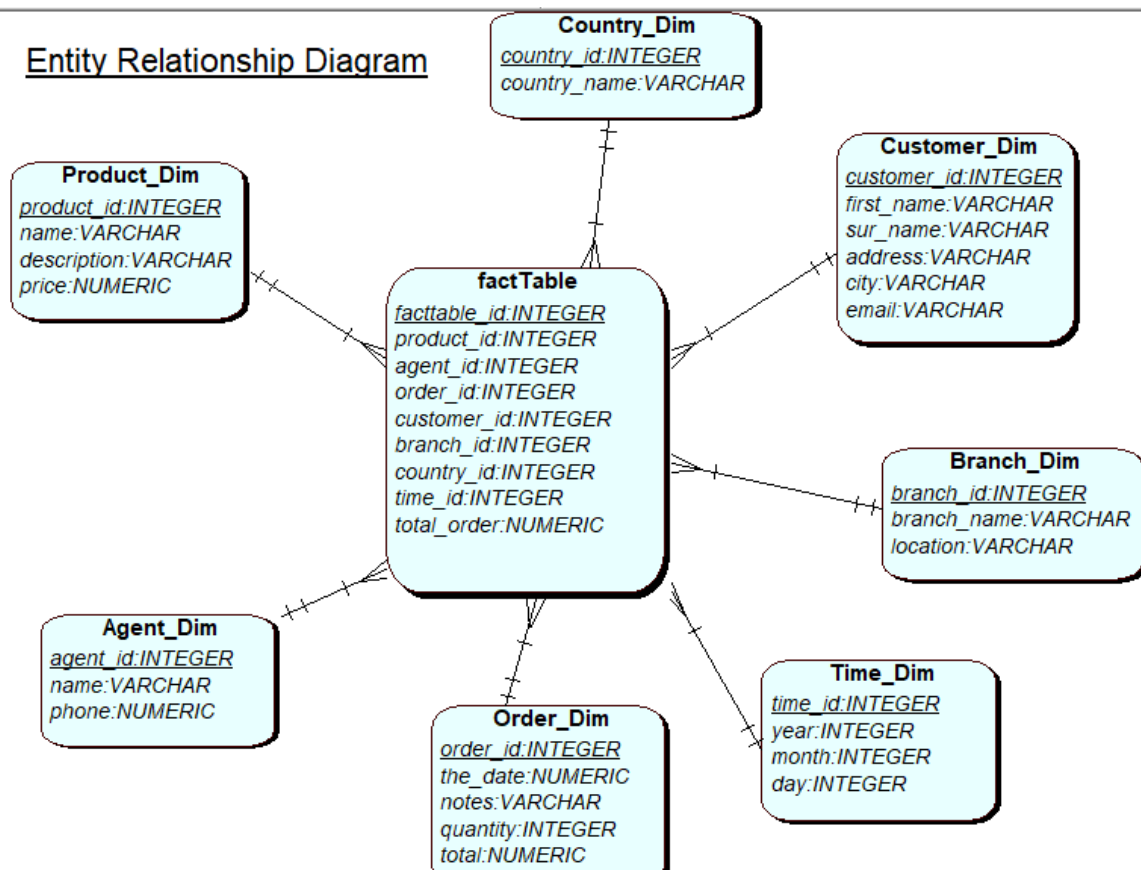 Entity Relationship Diagram
Country_Dim
country_id:INTEGER
country_name:VARCHAR
Product_Dim
product_id:INTEGER
name:VARCHAR
description:VARCHAR
price:NUMERIC
Customer_Dim
customer_id:INTEGER
first_name:VARCHAR
sur_name:VARCHAR
address:VARCHAR
city:VARCHAR
email:VARCHAR
factTable
facttable_id:INTEGER
product_id:INTEGER
agent_id:INTEGER
order_id:INTEGER
customer_id:INTEGER
branch_id:INTEGER
country_id:INTEGER
time_id:INTEGER
total_order:NUMERIC
Branch_Dim
branch_id:INTEGER
branch_name:VARCHAR
location:VARCHAR
Agent_Dim
agent_id:INTEGER
name:VARCHAR
phone:NUMERIC
Order_Dim
order_id:INTEGER
the_date:NUMERIC
notes:VARCHAR
quantity:INTEGER
total:NUMERIC
Time_Dim
time_id:INTEGER
year:INTEGER
month:INTEGER
day:INTEGER